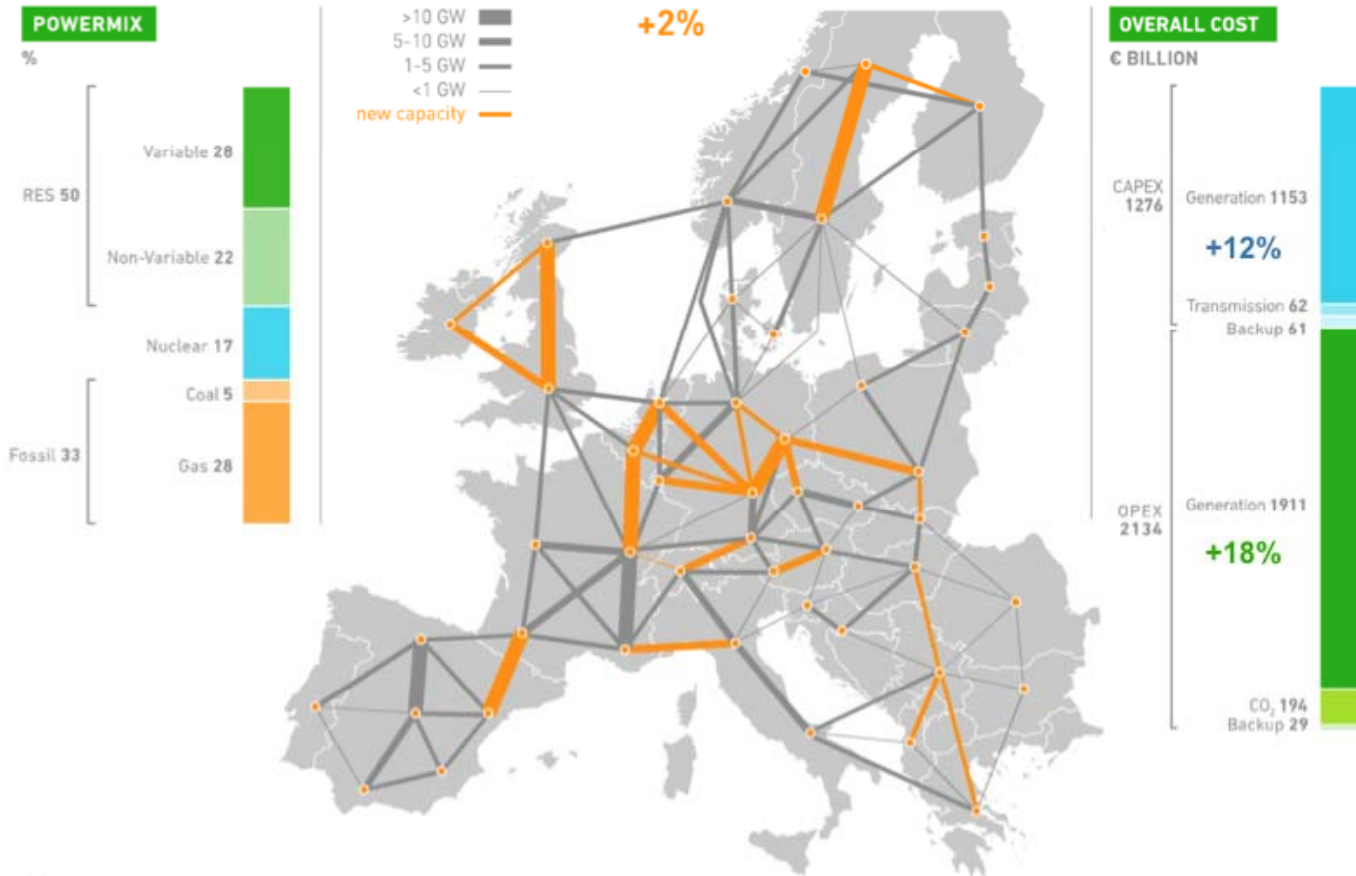 POWERMIX
%
Variable 28
RES 50
Non-Variable 22
Nuclear 17
Coal 5
Fossil 33
Gas 28
>10 GW
5-10 GW
1-5 GW
<1 GW
new capacity
+2%
OVERALL COST
€ BILLION
CAPEX
1276
Generation 1153
+12%
Transmission 62
Backup 61
OPEX
2134
Generation 1911
+18%
CO₂ 194
Backup 29